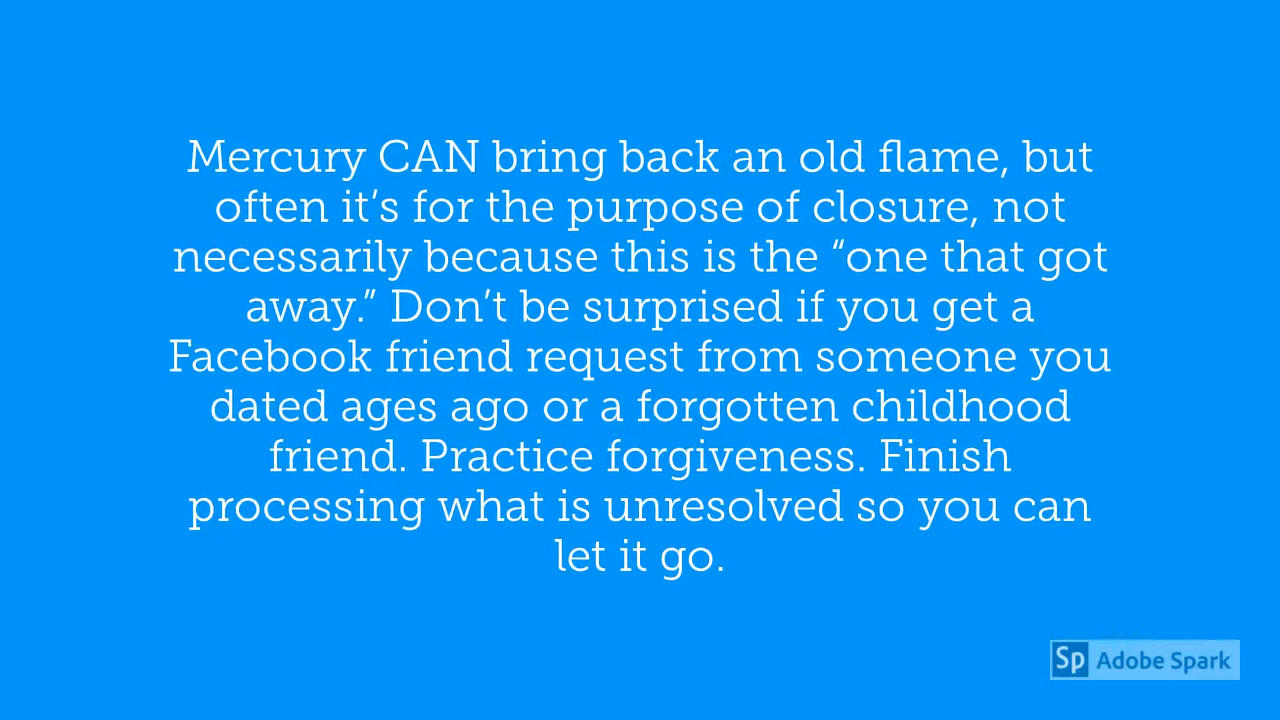 Mercury CAN bring back an old flame, but
often it’s for the purpose of closure, not
necessarily because this is the “one that got
away.” Don’t be surprised if you get a
Facebook friend request from someone you
dated ages ago or a forgotten childhood
friend. Practice forgiveness. Finish
processing what is unresolved so you can
let it go.
Sp Adobe Spark